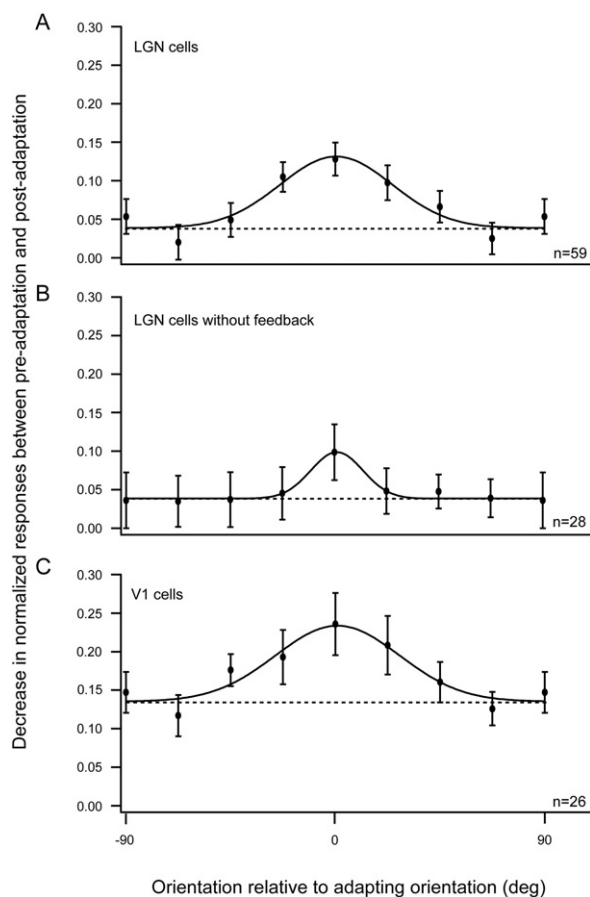 Decrease in normalized responses between pre-adaptation and post-adaptation
A
LGN cells
0.30
0.25
0.20
0.15
0.10
0.05
0.00
n=59
B
LGN cells without feedback
0.30
0.25
0.20
0.15
0.10
0.05
0.00
n=28
C
V1 cells
0.30
0.25
0.20
0.15
0.10
0.05
0.00
n=26
-90
0
90
Orientation relative to adapting orientation (deg)